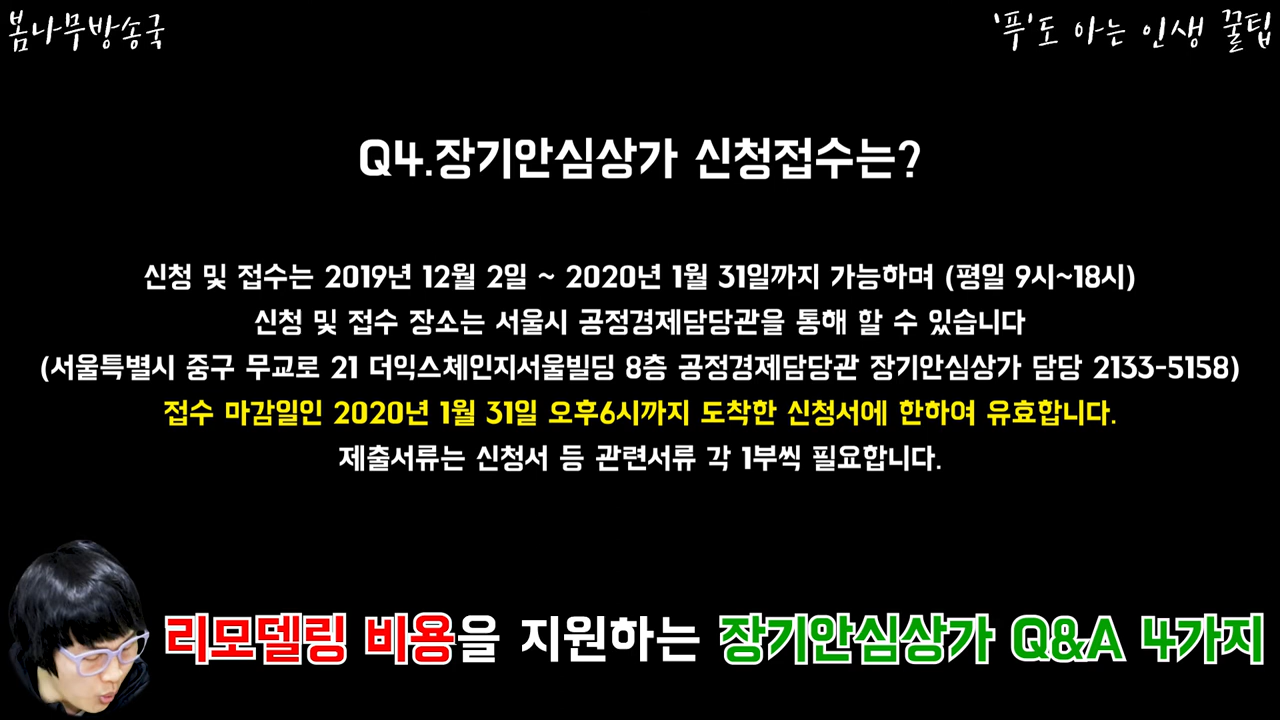 봄나무방송국
'푸'도 아는 인생 꿀팁
Q4.장기안심상가 신청접수는?
신청 및 접수는 2019년 12월 2일 ~ 2020년 1월 31일까지 가능하며 (평일 9시~18시)
신청 및 접수 장소는 서울시 공정경제담당관을 통해 할 수 있습니다
(서울특별시 중구 무교로 21 더익스체인지서울빌딩 8층 공정경제담당관 장기안심상가 담당 2133-5158)
접수 마감일인 2020년 1월 31일 오후6시까지 도착한 신청서에 한하여 유효합니다.
제출서류는 신청서 등 관련서류 각 1부씩 필요합니다.
리모델링 비용을 지원하는 장기안심상가 Q&A 4가지